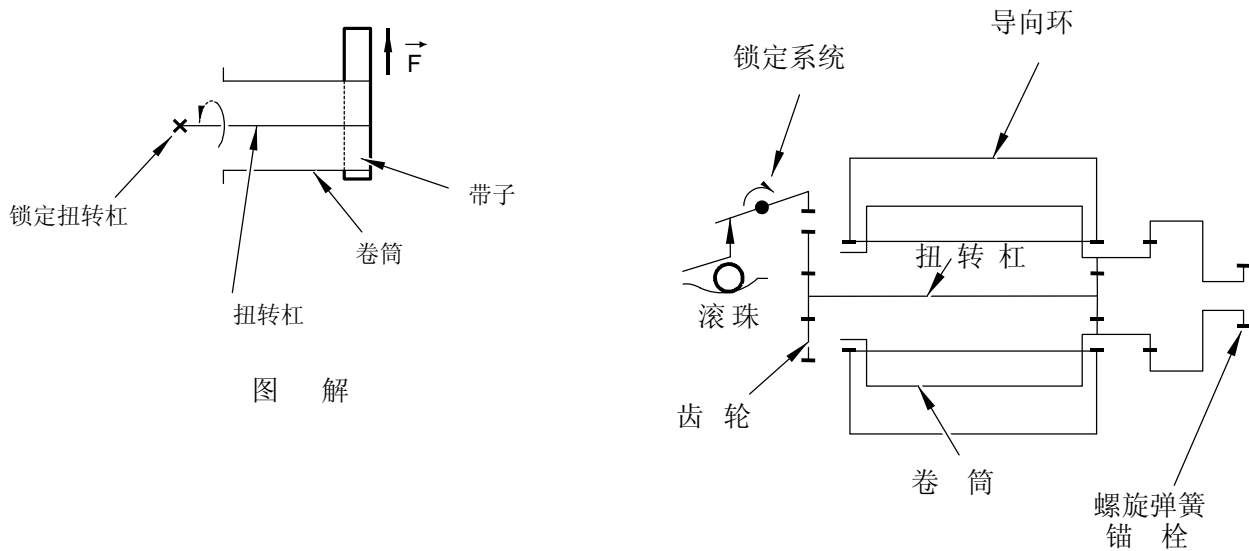 F
锁定扭转杠
带子
卷筒
扭转杠
图 解
导向环
锁定系统
扭 转 杠
滚 珠
齿 轮
卷 筒
螺旋弹簧
锚 栓